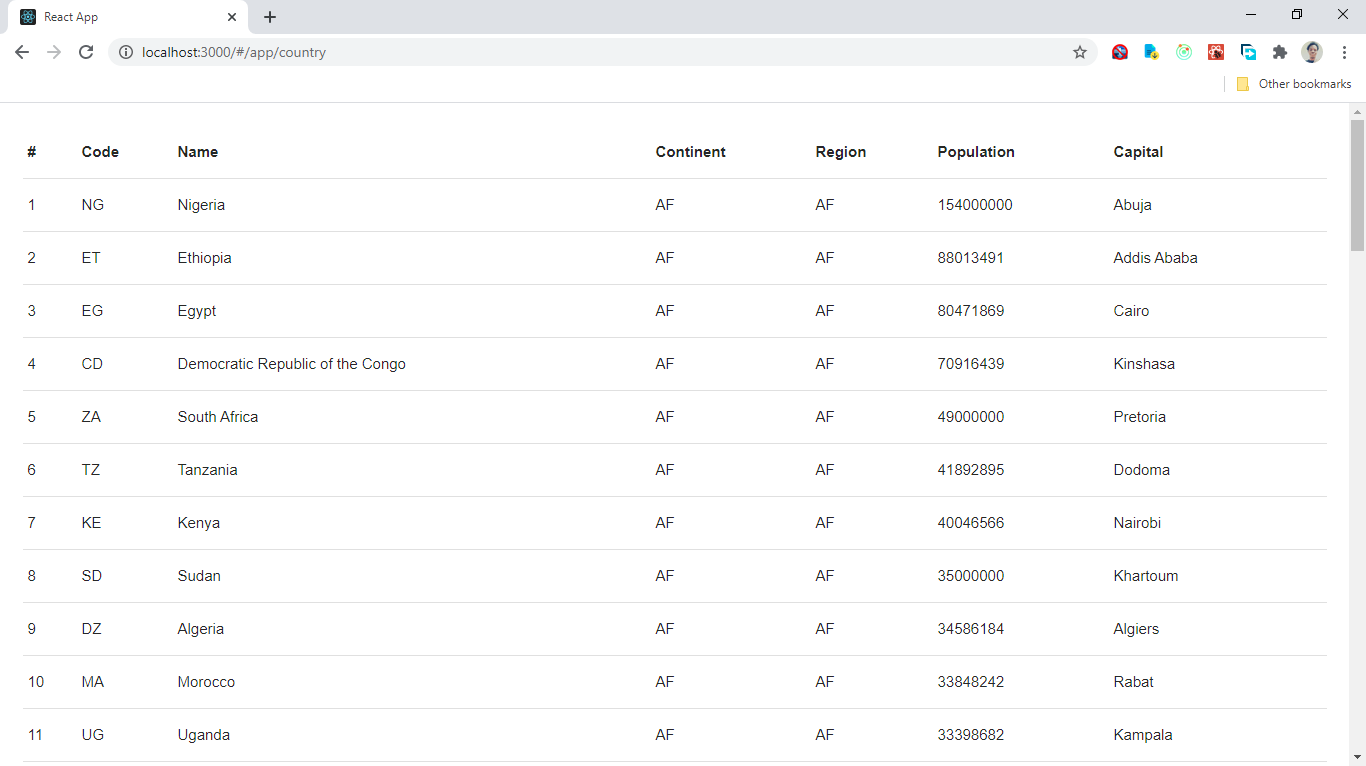 React App
localhost:3000/#/app/country
Other bookmarks
# Code Name Continent Region Population Capital
1 NG Nigeria AF AF 154000000 Abuja
2 ET Ethiopia AF AF 88013491 Addis Ababa
3 EG Egypt AF AF 80471869 Cairo
4 CD Democratic Republic of the Congo AF AF 70916439 Kinshasa
5 ZA South Africa AF AF 49000000 Pretoria
6 TZ Tanzania AF AF 41892895 Dodoma
7 KE Kenya AF AF 40046566 Nairobi
8 SD Sudan AF AF 35000000 Khartoum
9 DZ Algeria AF AF 34586184 Algiers
10 MA Morocco AF AF 33848242 Rabat
11 UG Uganda AF AF 33398682 Kampala